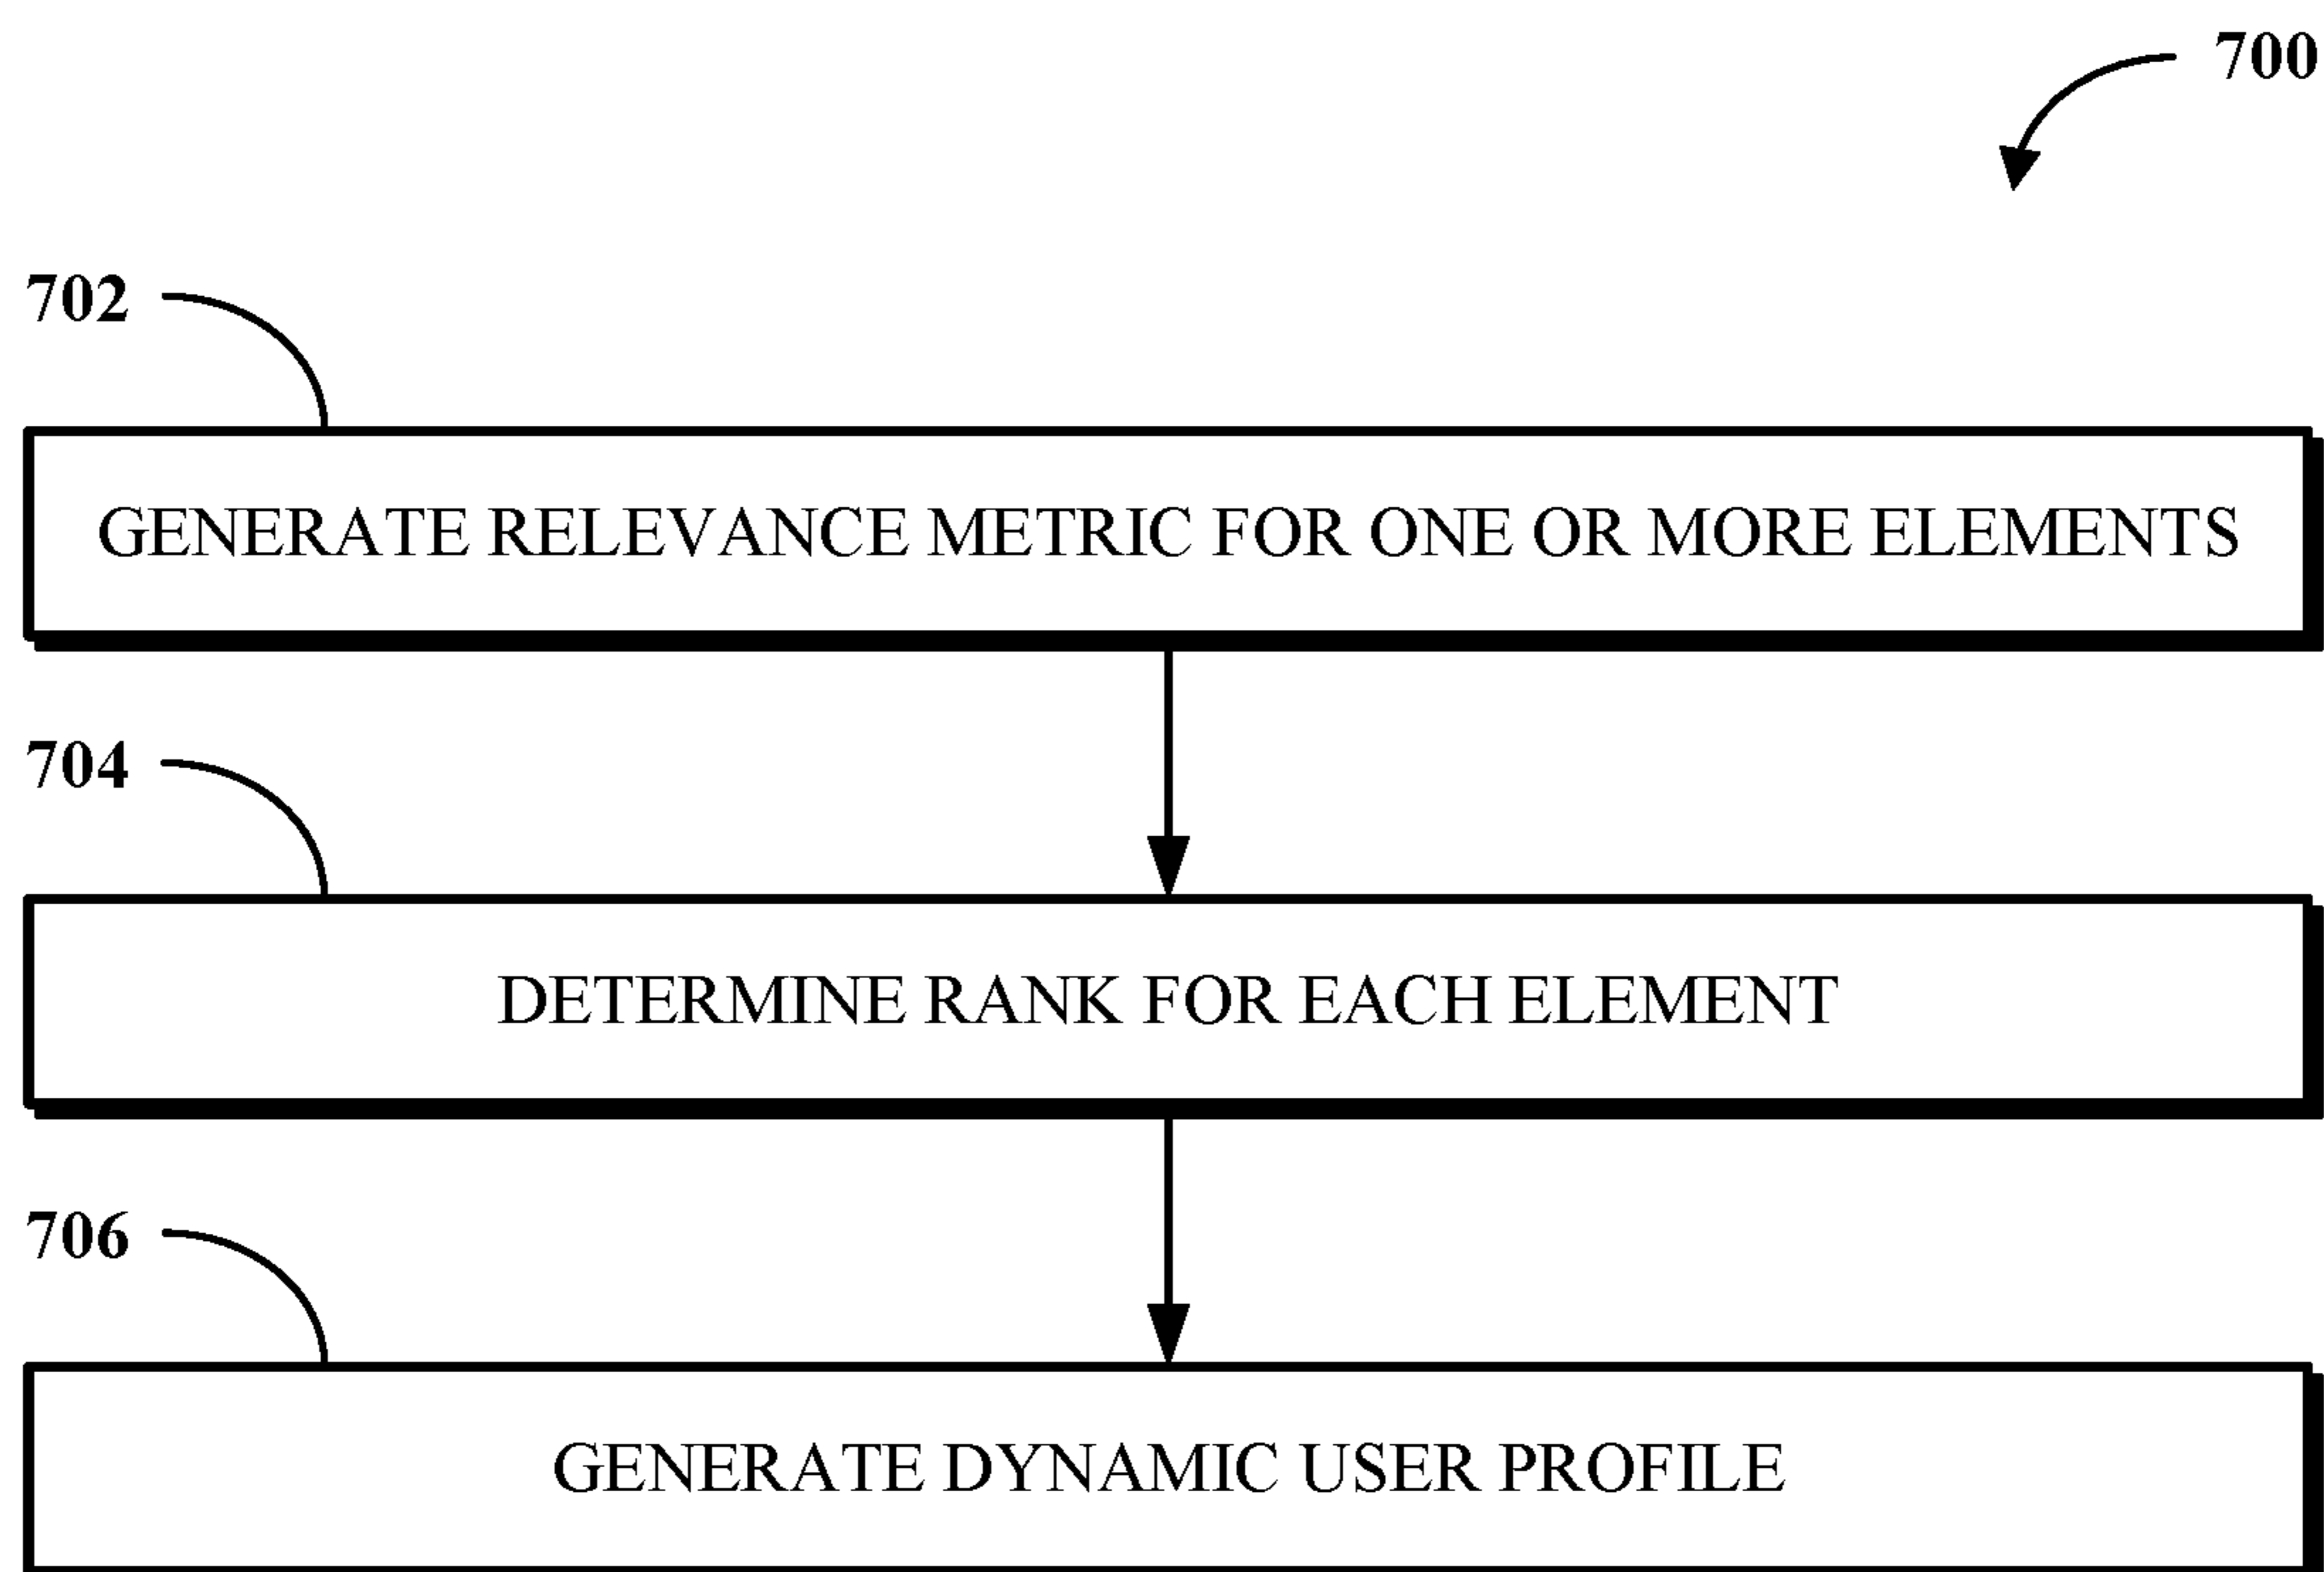 700
702
GENERATE RELEVANCE METRIC FOR ONE OR MORE ELEMENTS
704
DETERMINE RANK FOR EACH ELEMENT
706
GENERATE DYNAMIC USER PROFILE